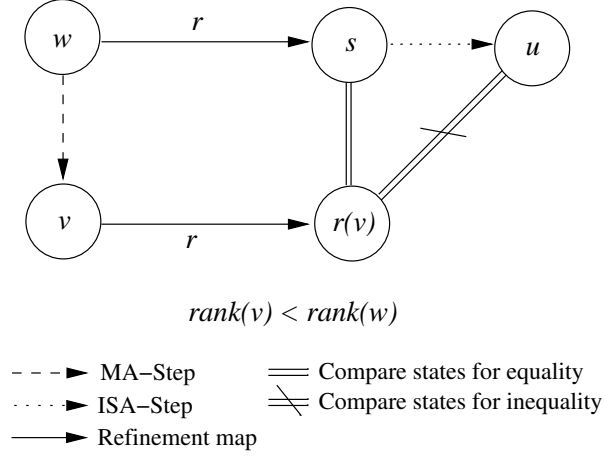 w r s u
v r r(v)
rank(v) < rank(w)
MA–Step Compare states for equality
ISA–Step Compare states for inequality
Refinement map